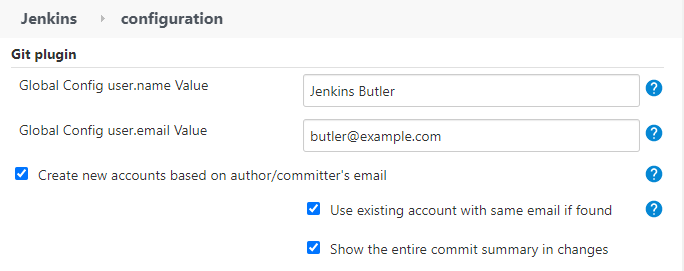 Jenkins › configuration
Git plugin
Global Config user.name Value Jenkins Butler ?
Global Config user.email Value butler@example.com ?
Create new accounts based on author/committer's email ?
Use existing account with same email if found ?
Show the entire commit summary in changes